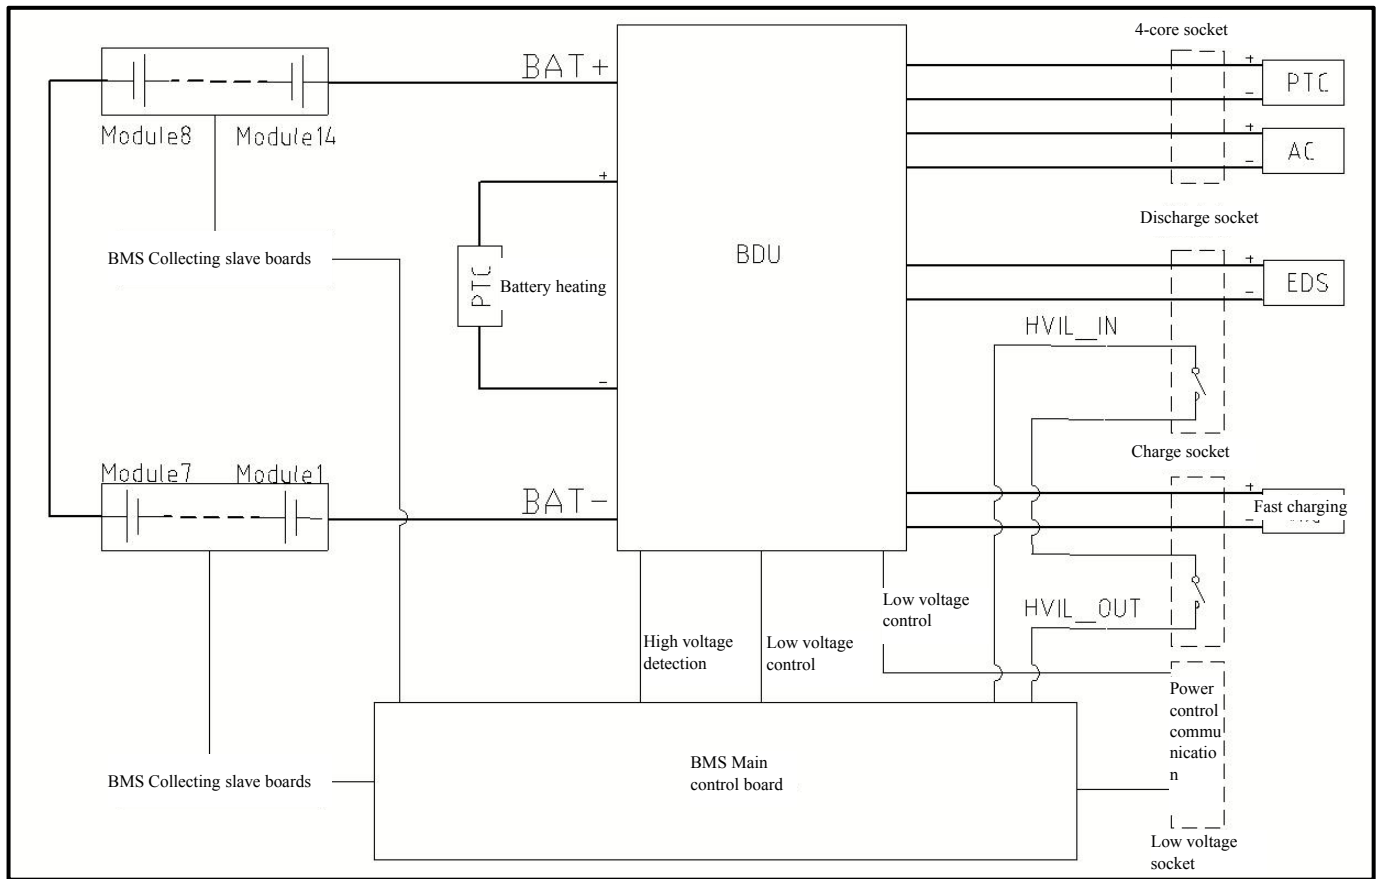 4-core socket
BAT+
+
PTC
-
Module8
Module14
+
AC
-
Discharge socket
BMS Collecting slave boards
+
PTC
Battery heating
-
BDU
+
EDS
-
HVIL_IN
Charge socket
Module7
Module1
BAT-
+
Fast charging
-
Low voltage
control
HVIL_OUT
High voltage
detection
Low voltage
control
Power
control
commu
nicatio
n
BMS Collecting slave boards
BMS Main
control board
Low voltage
socket